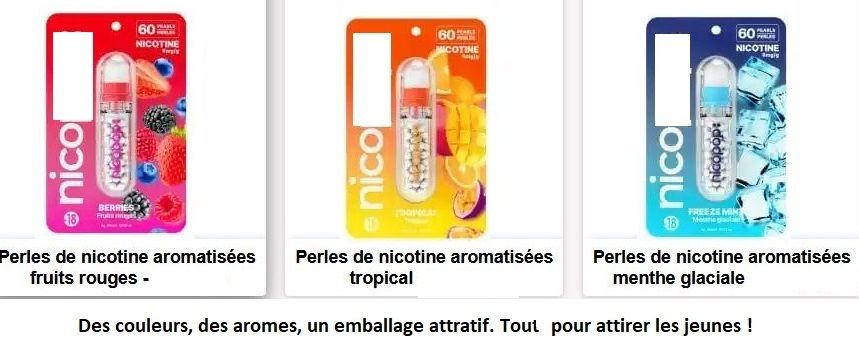 60 PEARLS
PERLES
NICOTINE
8mg/g
nico
nicopop!
BERRIES
Fruits rouges
-18
60 PEARLS
PERLES
NICOTINE
nico
TROPICAL
18
60 PEARLS
PERLES
NICOTINE
nico
nicopop!
FREEZE MINT
Menthe glaciale
-18
Perles de nicotine aromatisées
fruits rouges -
Perles de nicotine aromatisées
tropical
Perles de nicotine aromatisées
menthe glaciale
Des couleurs, des aromes, un emballage attratif. Tout pour attirer les jeunes !